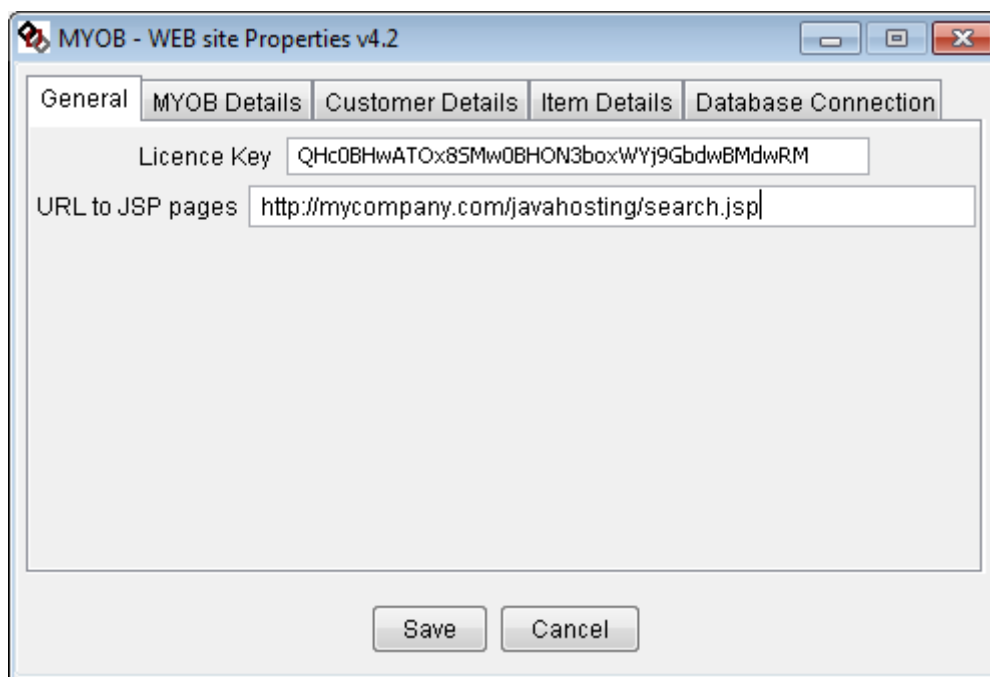 MYOB - WEB site Properties v4.2
General MYOB Details Customer Details Item Details Database Connection
Licence Key QHc0BHwATOx8SMw0BHON3boxWYj9GbdwBMdwRM
URL to JSP pages http://mycompany.com/javahosting/search.jsp
Save Cancel